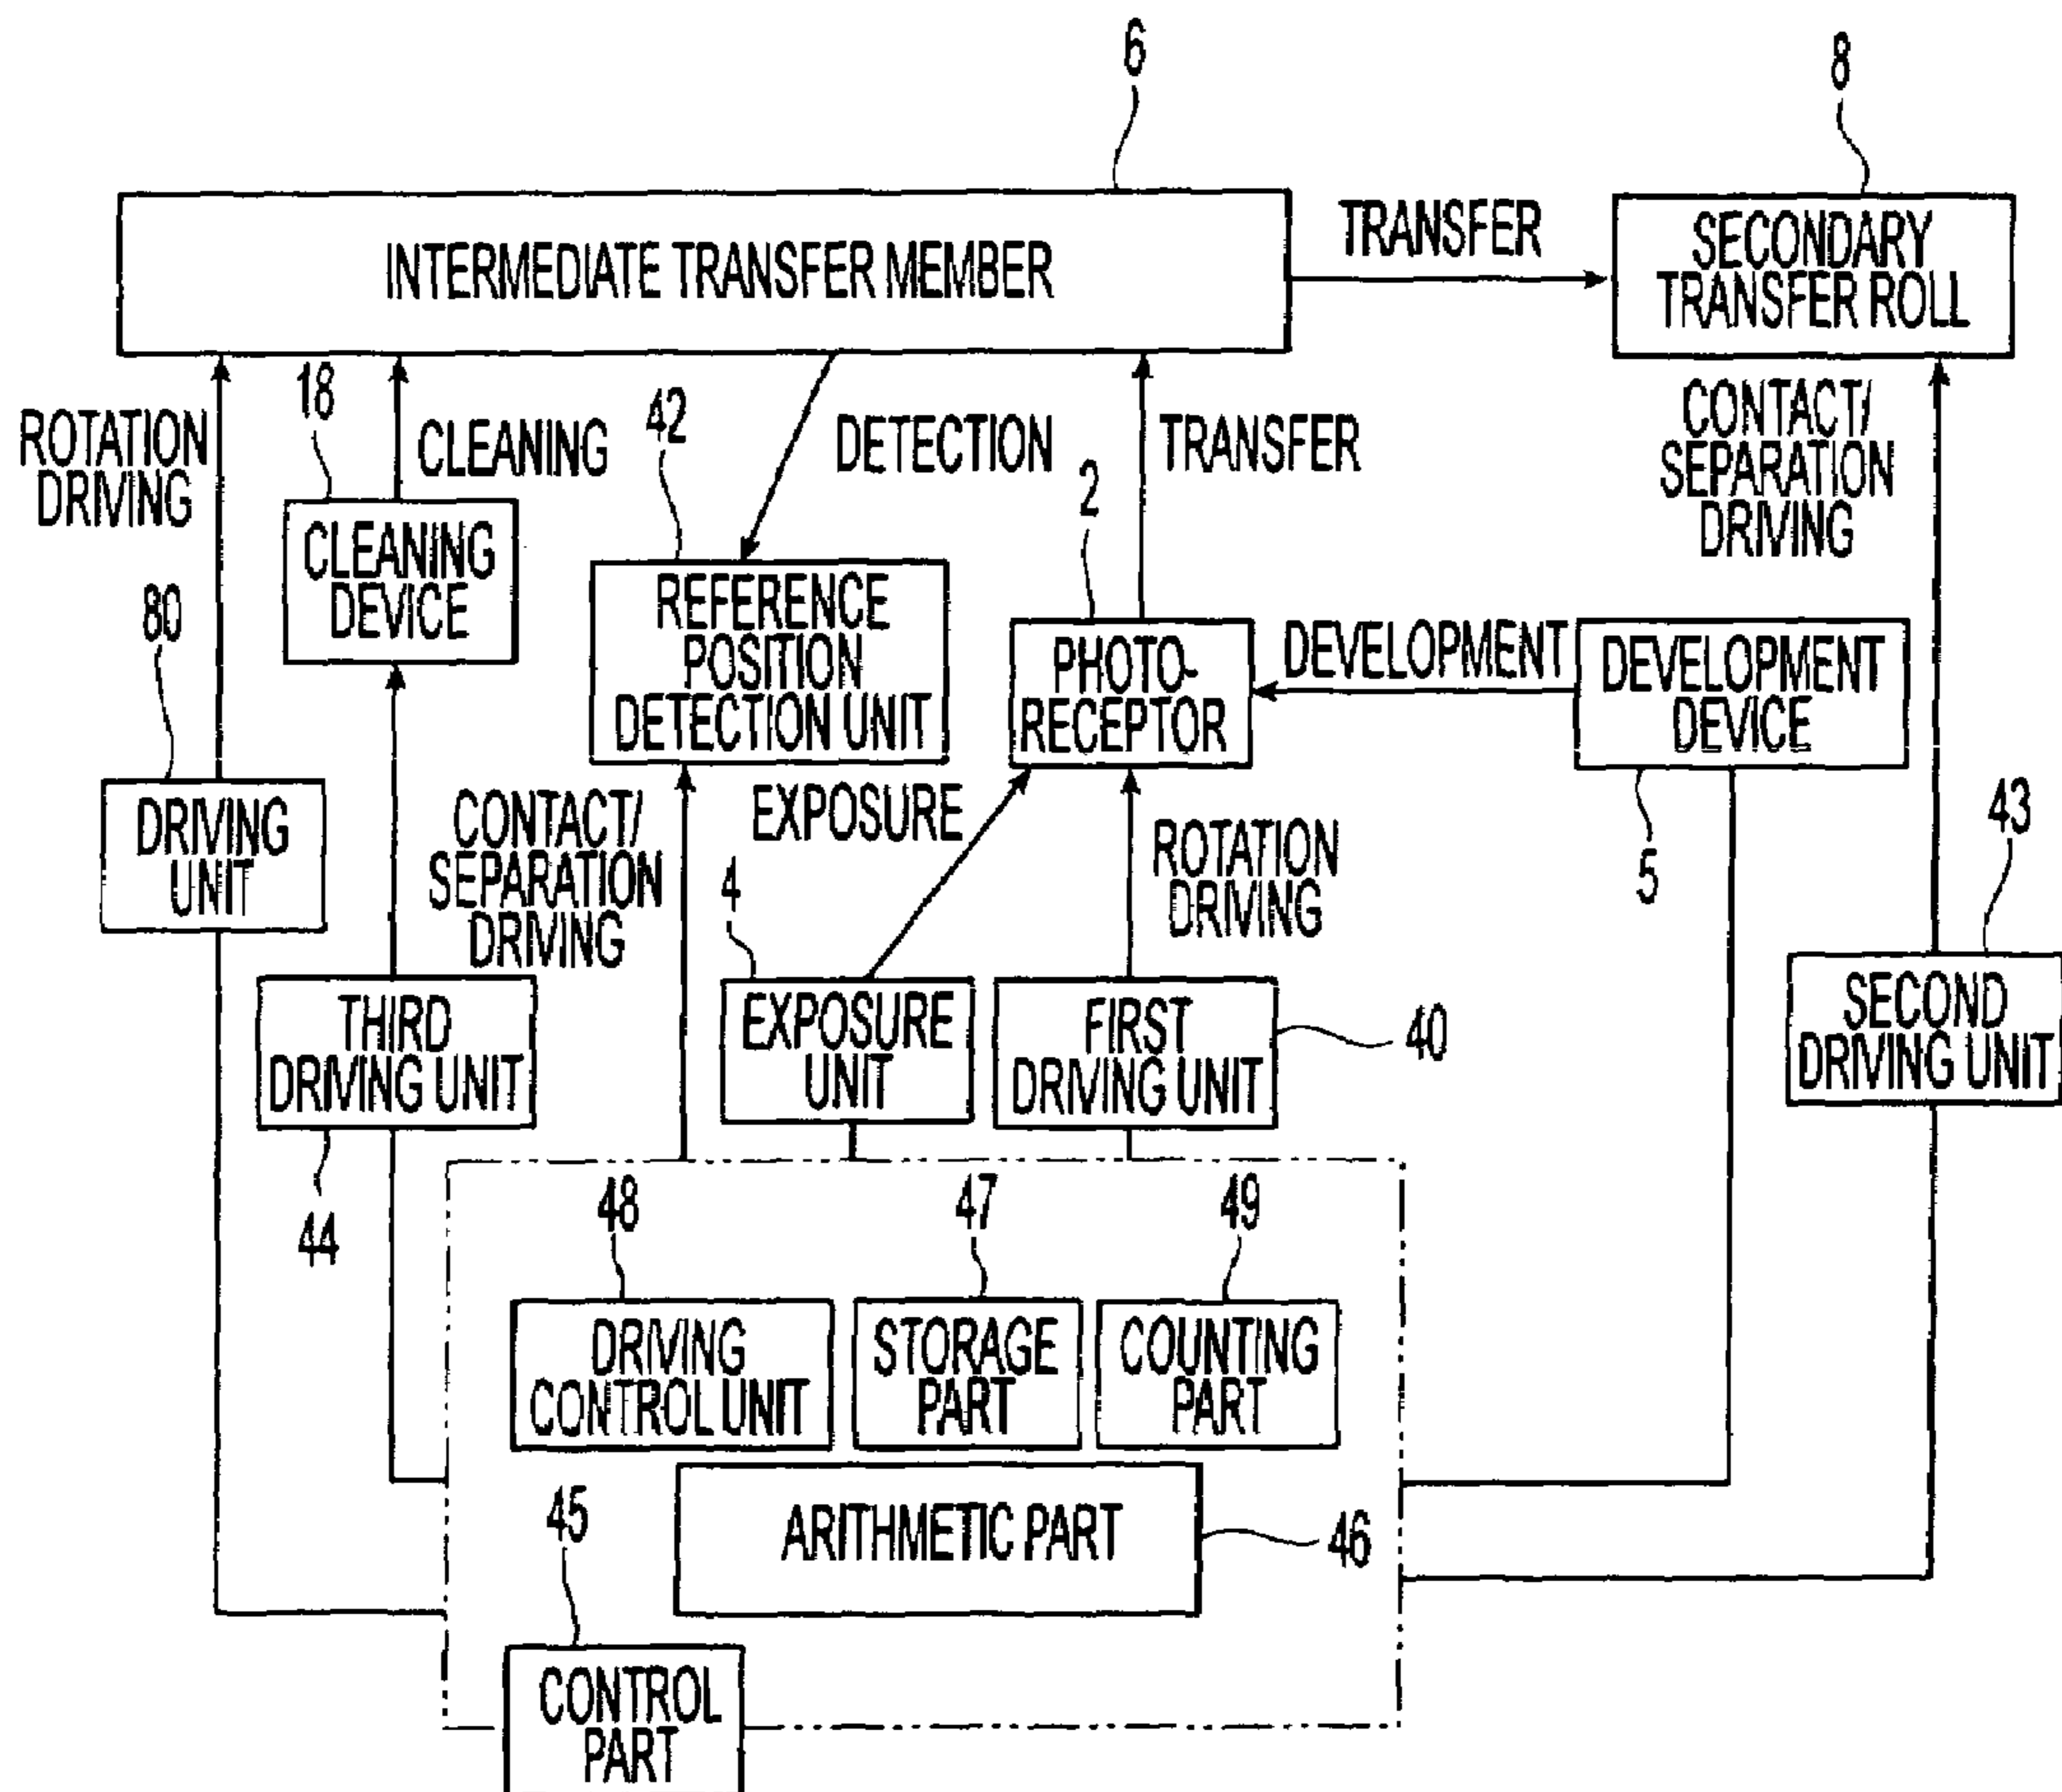 6
8
INTERMEDIATE TRANSFER MEMBER
TRANSFER
SECONDARY
TRANSFER ROLL
ROTATION
DRIVING
18
CLEANING
42
DETECTION
TRANSFER
CONTACT/
SEPARATION
DRIVING
2
80
CLEANING
DEVICE
REFERENCE
POSITION
DETECTION UNIT
PHOTO-
RECEPTOR
DEVELOPMENT
DEVELOPMENT
DEVICE
DRIVING
UNIT
CONTACT/
SEPARATION
DRIVING
EXPOSURE
4
ROTATION
DRIVING
5
43
THIRD
DRIVING UNIT
EXPOSURE
UNIT
FIRST
DRIVING UNIT
40
SECOND
DRIVING UNIT
44
48
47
49
DRIVING
CONTROL UNIT
STORAGE
PART
COUNTING
PART
45
ARITHMETIC PART
46
CONTROL
PART